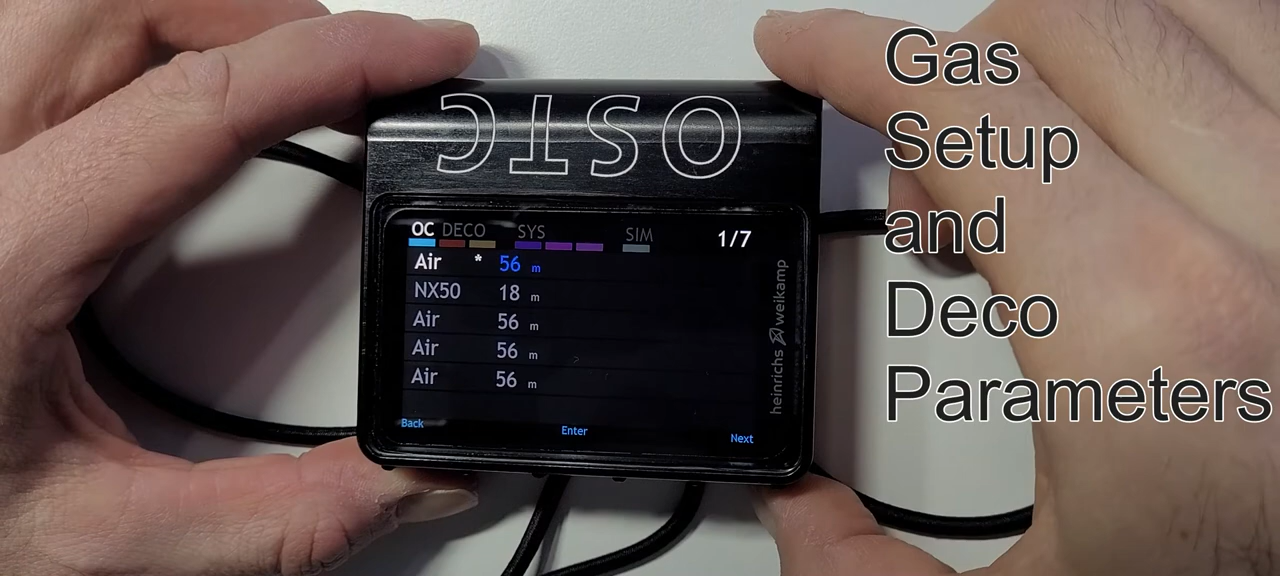 OSTC
OC DECO SYS SIM 1/7
Air * 56 m
NX50 18 m
Air 56 m
Air 56 m
Air 56 m
Back Enter Next
heinrichs weikamp
Gas
Setup
and
Deco
Parameters